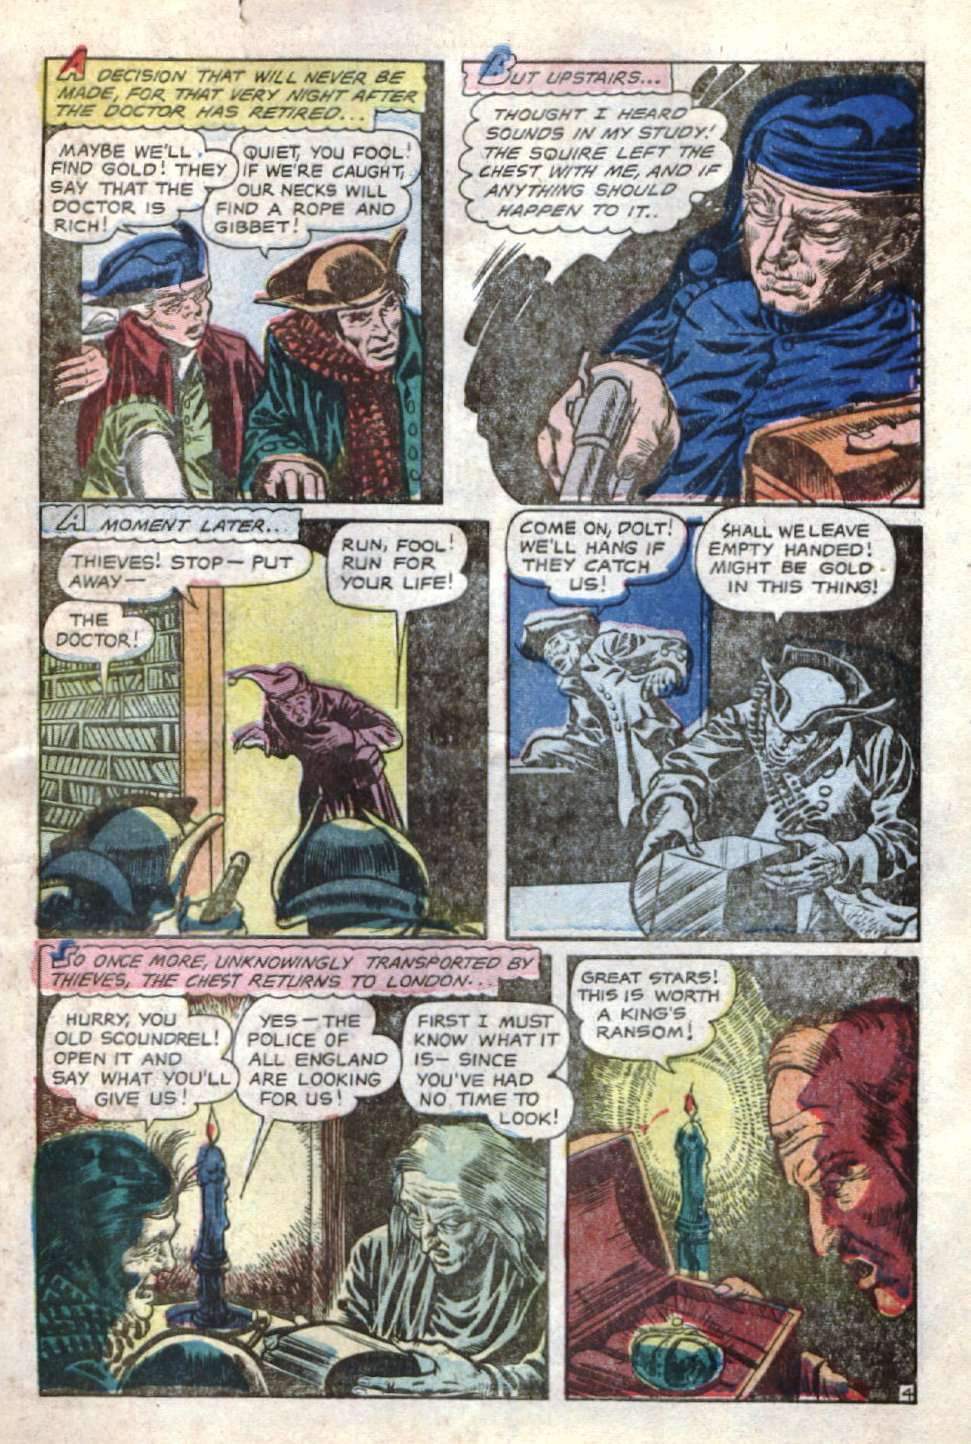 A DECISION THAT WILL NEVER BE
MADE, FOR THAT VERY NIGHT AFTER
THE DOCTOR HAS RETIRED...
MAYBE WE'LL
FIND GOLD! THEY
SAY THAT THE
DOCTOR IS
RICH!
QUIET, YOU FOOL!
IF WE'RE CAUGHT,
OUR NECKS WILL
FIND A ROPE AND
GIBBET!
BUT UPSTAIRS...
THOUGHT I HEARD
SOUNDS IN MY STUDY!
THE SQUIRE LEFT THE
CHEST WITH ME, AND IF
ANYTHING SHOULD
HAPPEN TO IT..
A MOMENT LATER...
THIEVES! STOP— PUT
AWAY—
THE
DOCTOR!
RUN, FOOL!
RUN FOR
YOUR LIFE!
COME ON, DOLT!
WE'LL HANG IF
THEY CATCH
US!
SHALL WE LEAVE
EMPTY HANDED!
MIGHT BE GOLD
IN THIS THING!
SO ONCE MORE, UNKNOWINGLY TRANSPORTED BY
THIEVES, THE CHEST RETURNS TO LONDON...
HURRY, YOU
OLD SCOUNDREL!
OPEN IT AND
SAY WHAT YOU'LL
GIVE US!
YES—THE
POLICE OF
ALL ENGLAND
ARE LOOKING
FOR US!
FIRST I MUST
KNOW WHAT IT
IS— SINCE
YOU'VE HAD
NO TIME TO
LOOK!
GREAT STARS!
THIS IS WORTH
A KING'S
RANSOM!
4